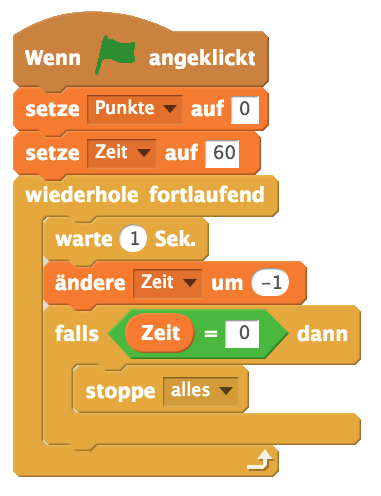 Wenn angeklickt
setze Punkte auf 0
setze Zeit auf 60
wiederhole fortlaufend
warte 1 Sek.
ändere Zeit um -1
falls Zeit = 0 dann
stoppe alles